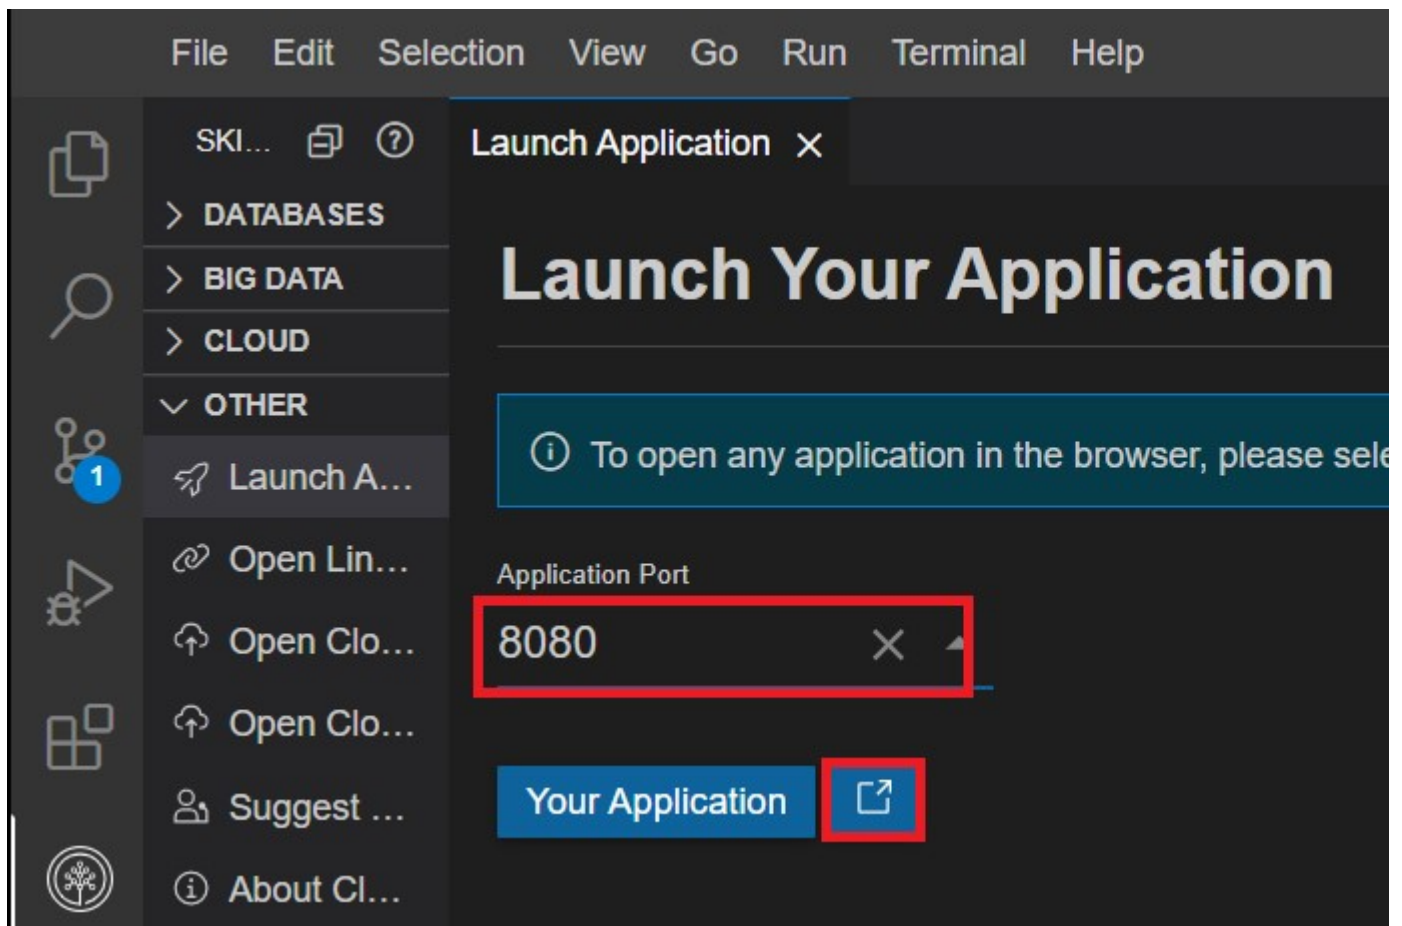 File Edit Selection View Go Run Terminal Help
SKI...
Launch Application
DATABASES
BIG DATA
CLOUD
OTHER
Launch A...
Open Lin...
Open Clo...
Open Clo...
Suggest ...
About Cl...
1
Launch Your Application
To open any application in the browser, please sele
Application Port
8080
Your Application